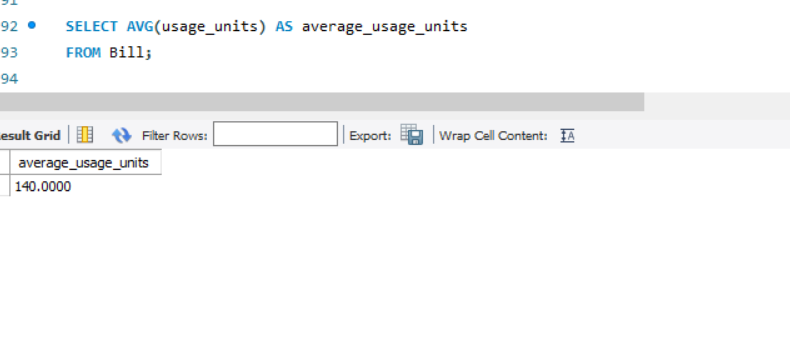 92 SELECT AVG(usage_units) AS average_usage_units
93 FROM Bill;
94
Result Grid Filter Rows: Export: Wrap Cell Content: A
average_usage_units
140.0000